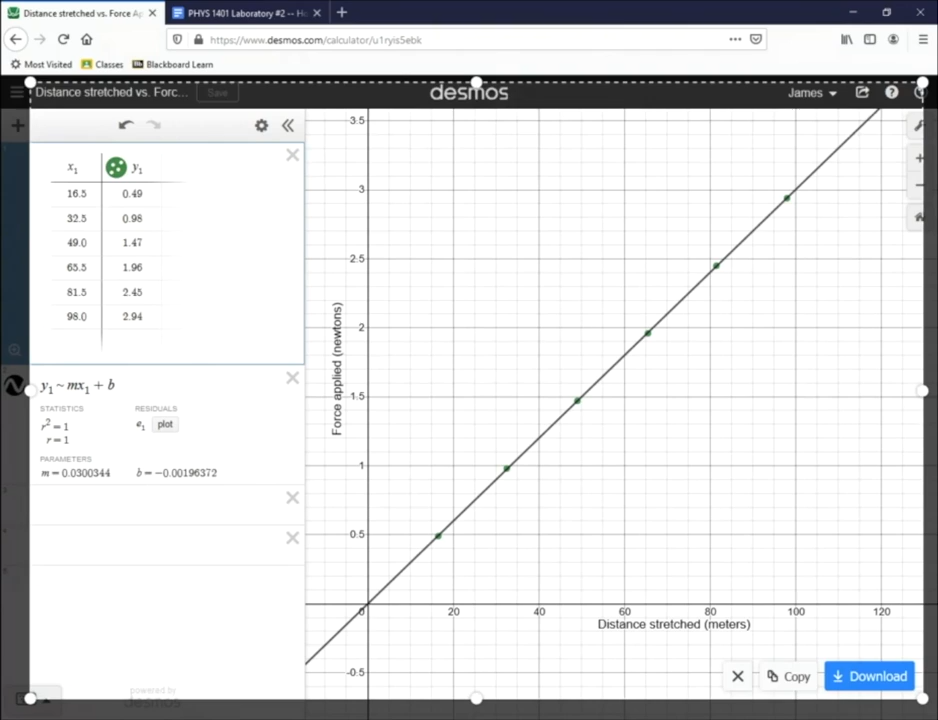 Distance stretched vs. Force Ap
PHYS 1401 Laboratory #2 -- H
https://www.desmos.com/calculator/u1ryis5ebk
Most Visited Classes Blackboard Learn
Distance stretched vs. Forc... Save desmos James
x₁ y₁
16.5 0.49
32.5 0.98
49.0 1.47
65.5 1.96
81.5 2.45
98.0 2.94
y₁ ~ mx₁ + b
STATISTICS RESIDUALS
r² = 1 e₁ plot
r = 1
PARAMETERS
m = 0.0300344 b = −0.00196372
powered by
desmos
3.5
3
2.5
2
1.5
1
0.5
0 20 40 60 80 100 120
-0.5
Force applied (newtons)
Distance stretched (meters)
Copy Download